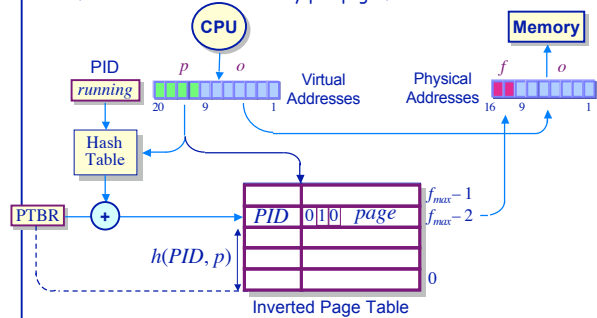 CPU
Memory
PID
p
o
f
o
running
Virtual
Addresses
Physical
Addresses
20
9
1
16
9
1
Hash
Table
PTBR
+
PID
0 1 0
page
fmax – 1
fmax – 2
h(PID, p)
0
Inverted Page Table